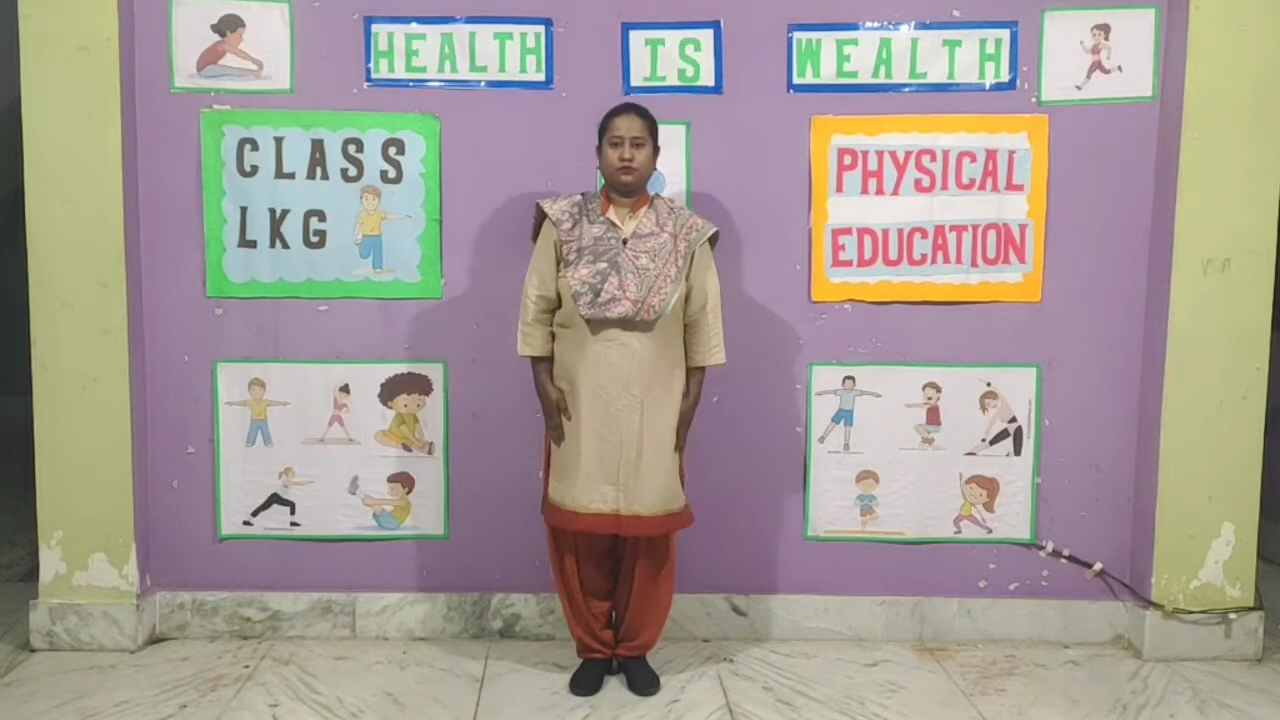 HEALTH IS WEALTH
CLASS
LKG
PHYSICAL
EDUCATION